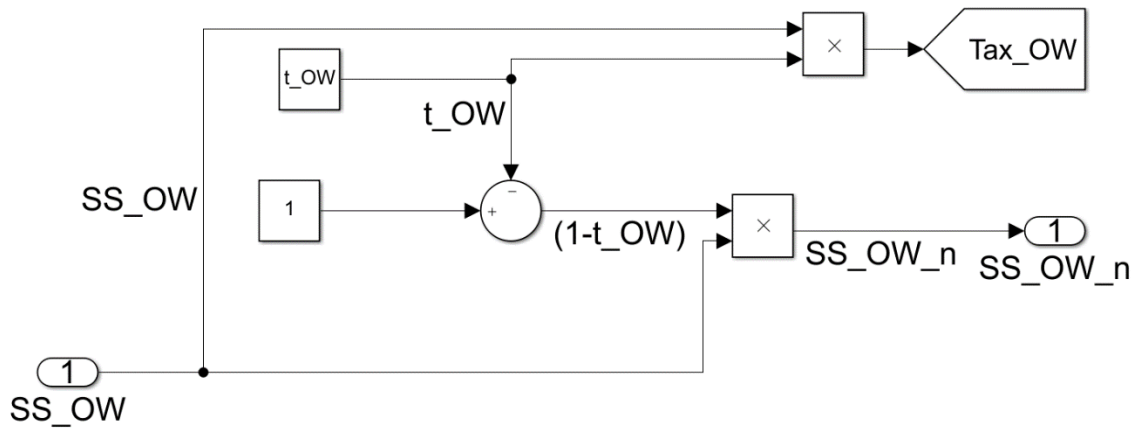 ×
Tax_OW
t_OW
t_OW
SS_OW
1
−
+
(1-t_OW)
×
SS_OW_n
1
SS_OW_n
1
SS_OW